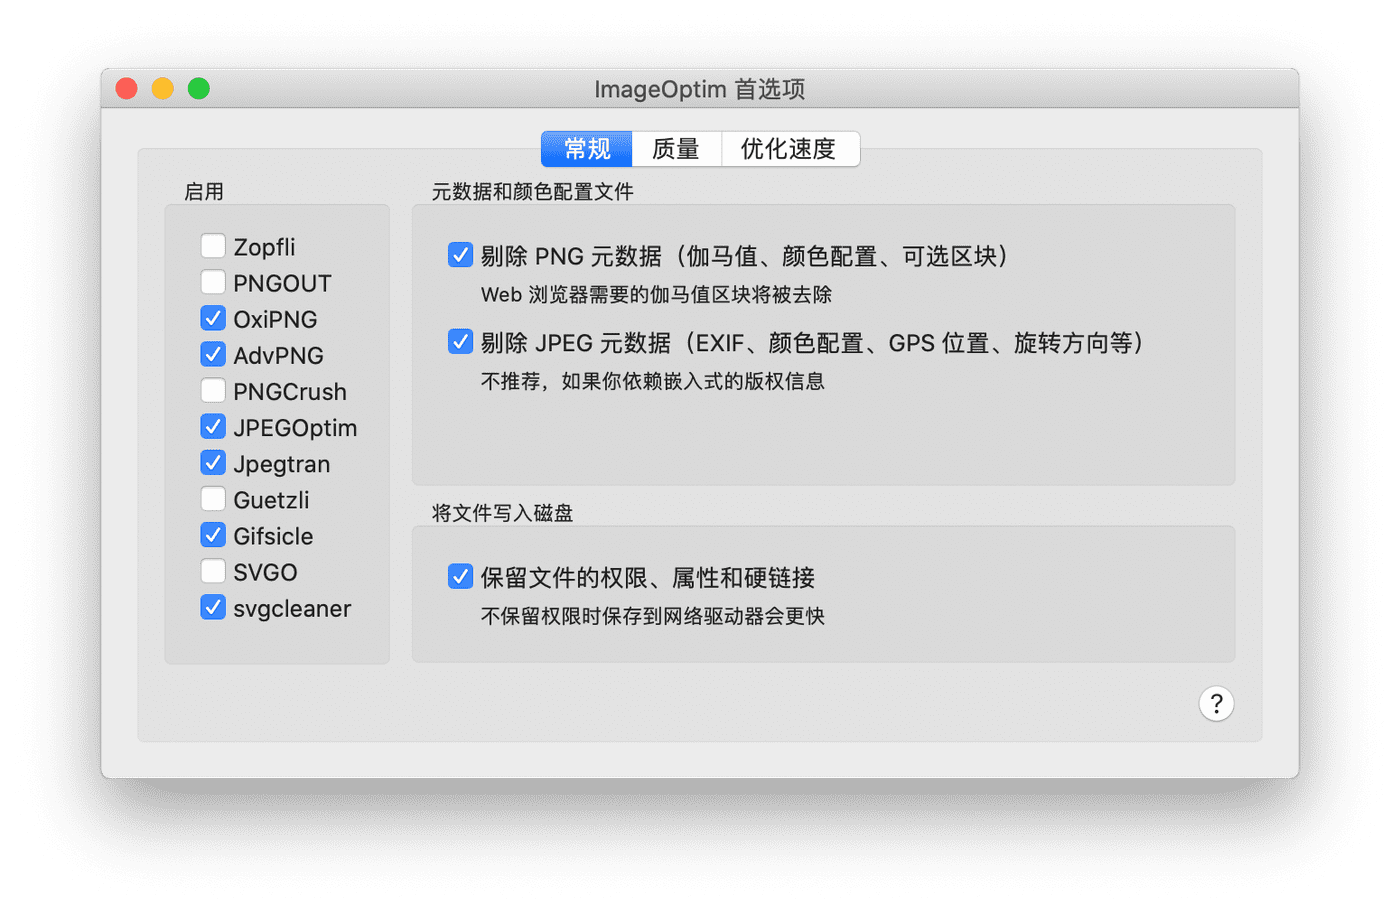 ImageOptim 首选项
常规 质量 优化速度
启用
Zopfli
PNGOUT
OxiPNG
AdvPNG
PNGCrush
JPEGOptim
Jpegtran
Guetzli
Gifsicle
SVGO
svgcleaner
元数据和颜色配置文件
剔除 PNG 元数据（伽马值、颜色配置、可选区块）
Web 浏览器需要的伽马值区块将被去除
剔除 JPEG 元数据（EXIF、颜色配置、GPS 位置、旋转方向等）
不推荐，如果你依赖嵌入式的版权信息
将文件写入磁盘
保留文件的权限、属性和硬链接
不保留权限时保存到网络驱动器会更快
?